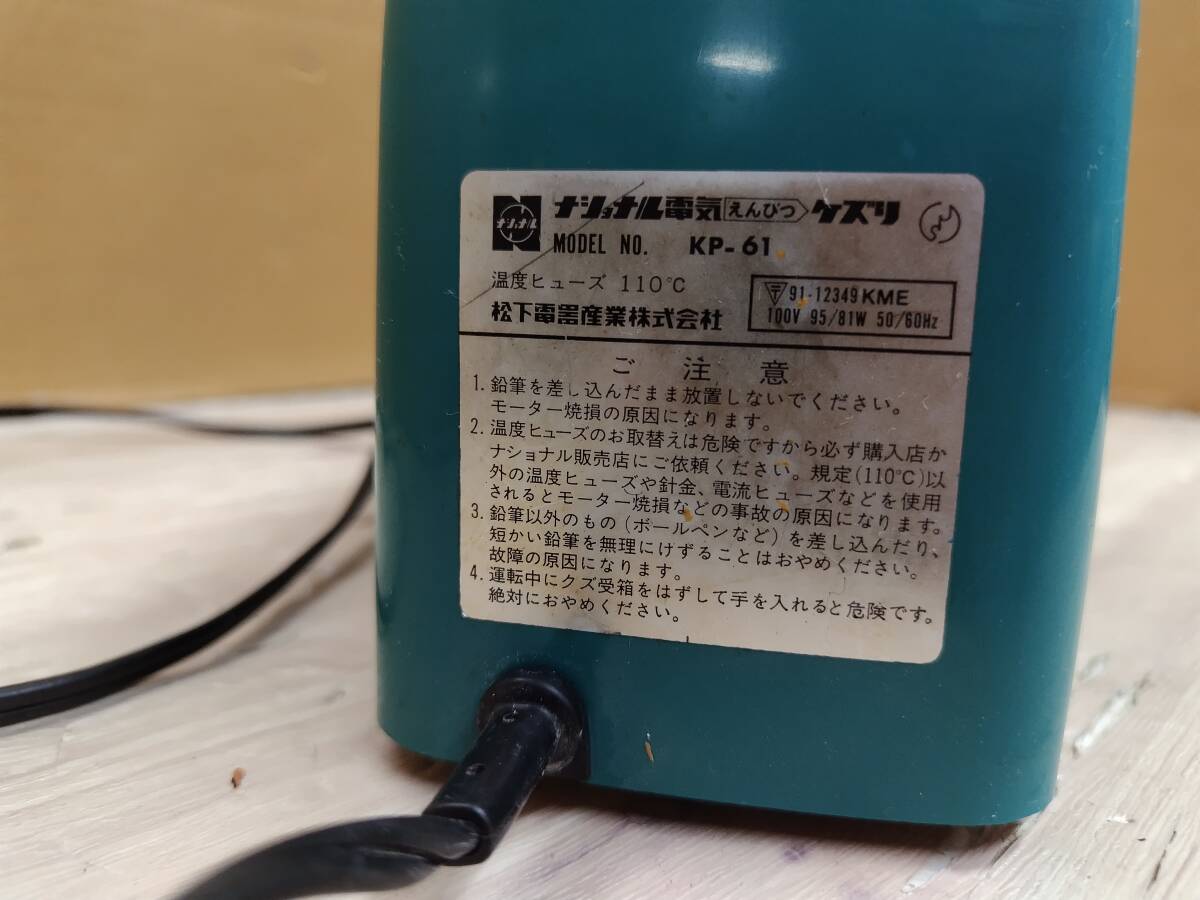 ナショナル
ナショナル電気えんぴつケズリ
MODEL NO. KP-61
温度ヒューズ 110℃
〒 91-12349 KME
100V 95/81W 50/60Hz
松下電器産業株式会社
ご注意
1. 鉛筆を差し込んだまま放置しないでください。
モーター焼損の原因になります。
2. 温度ヒューズのお取替えは危険ですから必ず購入店か
ナショナル販売店にご依頼ください。規定(110℃)以
外の温度ヒューズや針金、電流ヒューズなどを使用
されるとモーター焼損などの事故の原因になります。
3. 鉛筆以外のもの(ボールペンなど)を差し込んだり、
短かい鉛筆を無理にけずることはおやめください。
故障の原因になります。
4. 運転中にクズ受箱をはずして手を入れると危険です。
絶対におやめください。